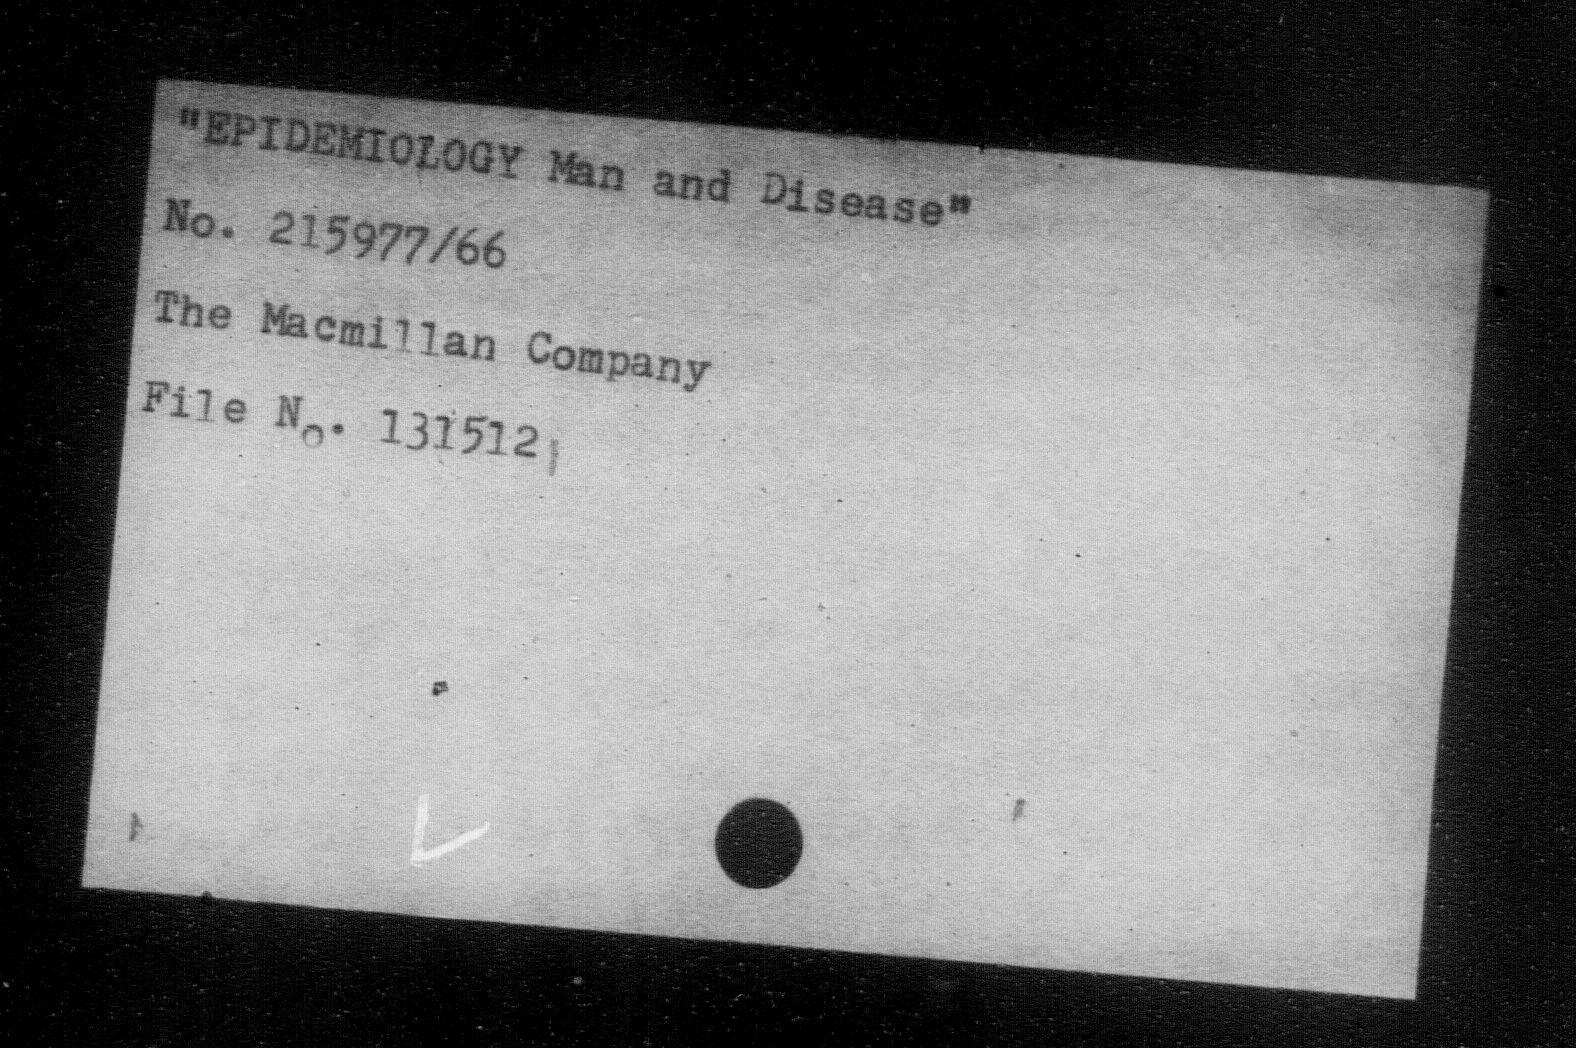 "EPIDEMIOLOGY Man and Disease"
No. 215977/66
The Macmillan Company
File No. 131512